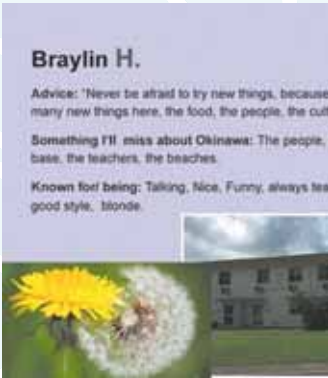 Braylin H.
Advice: "Never be afraid to try new things, because
many new things here, the food, the people, the cult
Something I'll miss about Okinawa: The people,
base, the teachers, the beaches.
Known for/ being: Talking, Nice, Funny, always tea
good style, blonde.